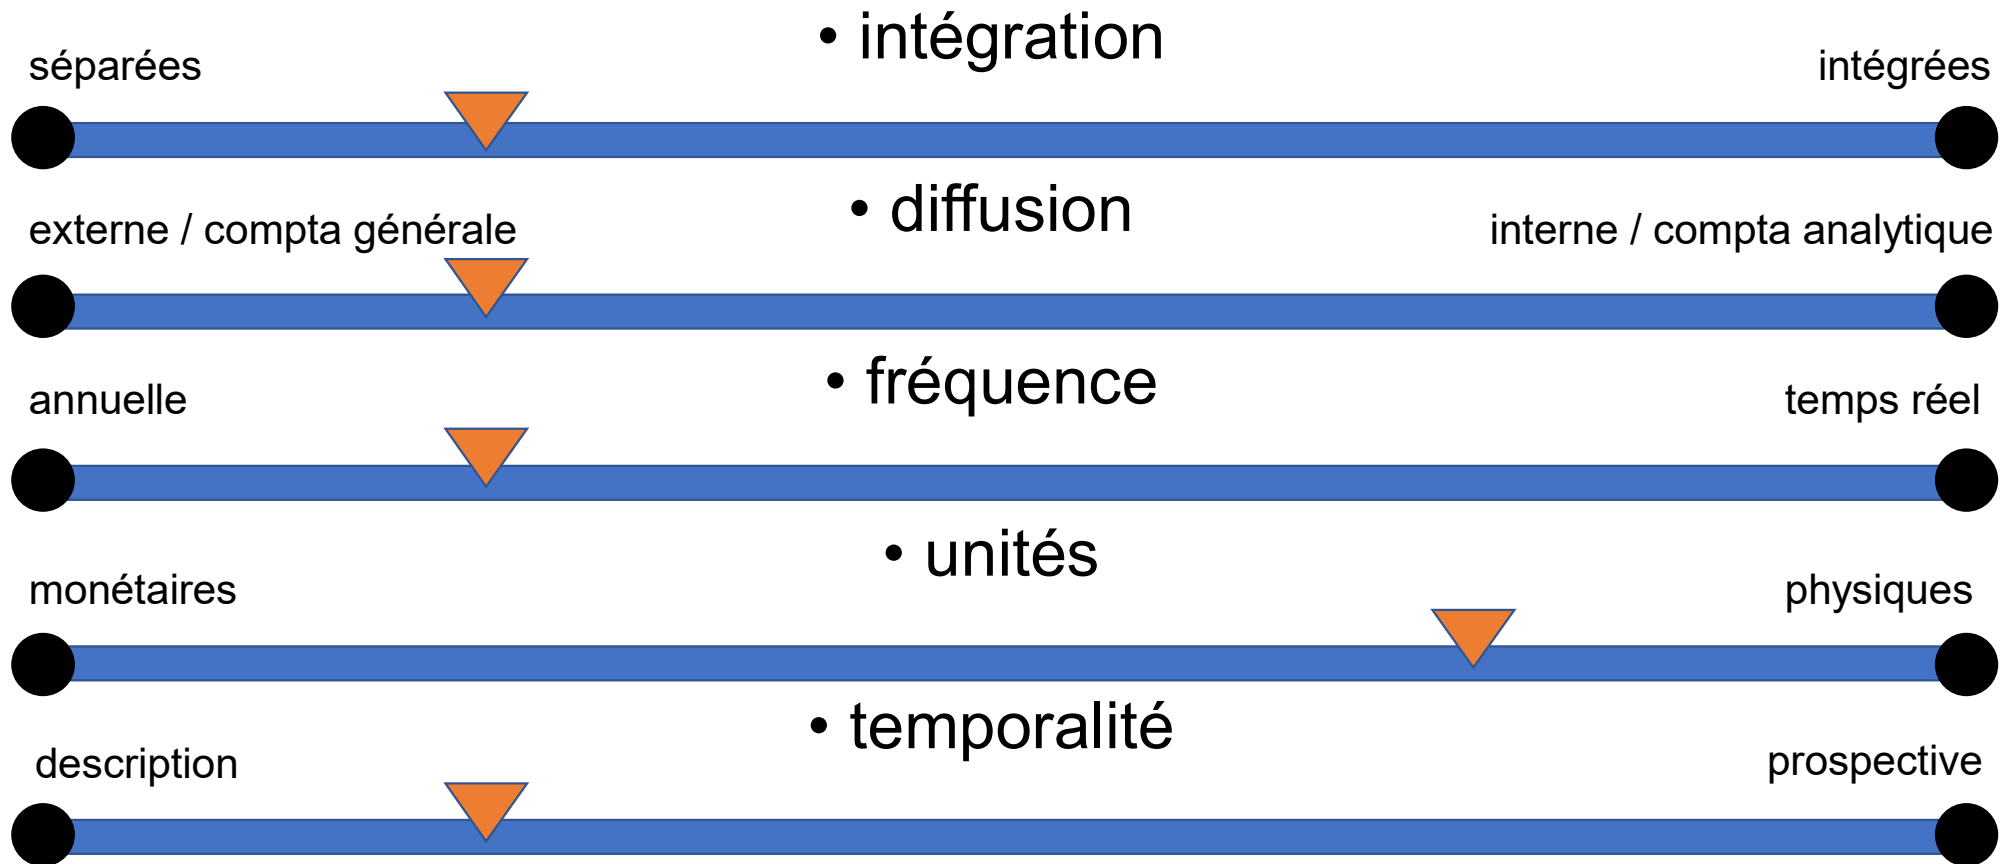 • intégration
séparées
intégrées
• diffusion
externe / compta générale
interne / compta analytique
• fréquence
annuelle
temps réel
• unités
monétaires
physiques
• temporalité
description
prospective